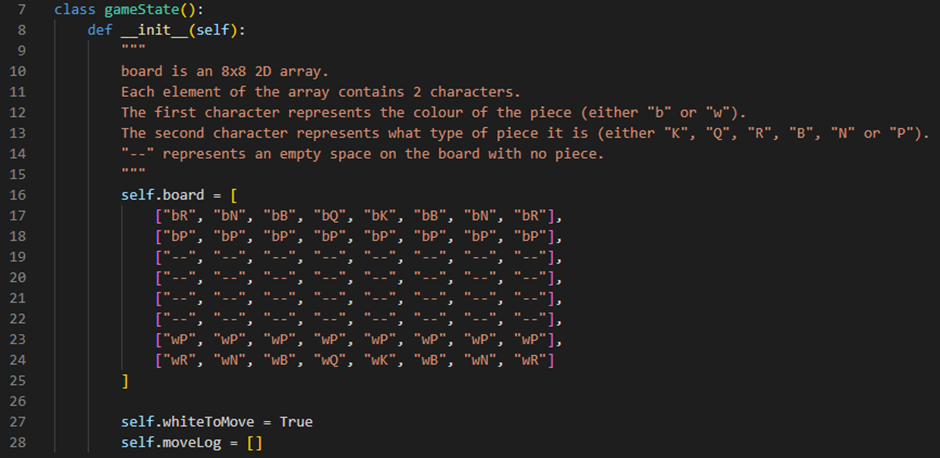 7 class gameState():
8     def __init__(self):
9         """
10         board is an 8x8 2D array.
11         Each element of the array contains 2 characters.
12         The first character represents the colour of the piece (either "b" or "w").
13         The second character represents what type of piece it is (either "K", "Q", "R", "B", "N" or "P").
14         "--" represents an empty space on the board with no piece.
15         """
16         self.board = [
17             ["bR", "bN", "bB", "bQ", "bK", "bB", "bN", "bR"],
18             ["bP", "bP", "bP", "bP", "bP", "bP", "bP", "bP"],
19             ["--", "--", "--", "--", "--", "--", "--", "--"],
20             ["--", "--", "--", "--", "--", "--", "--", "--"],
21             ["--", "--", "--", "--", "--", "--", "--", "--"],
22             ["--", "--", "--", "--", "--", "--", "--", "--"],
23             ["wP", "wP", "wP", "wP", "wP", "wP", "wP", "wP"],
24             ["wR", "wN", "wB", "wQ", "wK", "wB", "wN", "wR"]
25         ]
26
27         self.whiteToMove = True
28         self.moveLog = []